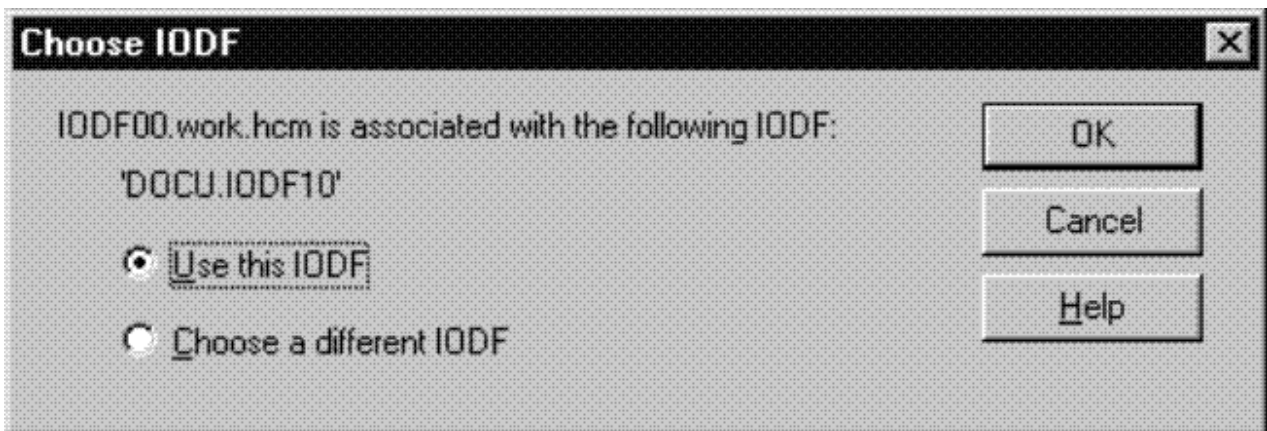 Choose IODF
IODF00.work.hcm is associated with the following IODF:
'DOCU.IODF10'
Use this IODF
Choose a different IODF
OK
Cancel
Help